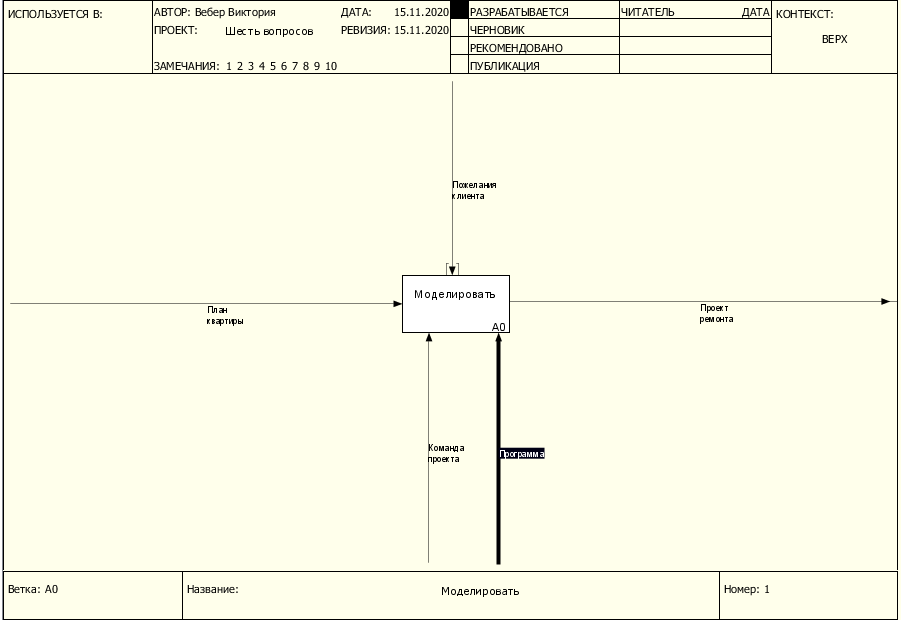 ИСПОЛЬЗУЕТСЯ В:
АВТОР: Вебер Виктория
ДАТА: 15.11.2020
ПРОЕКТ: Шесть вопросов
РЕВИЗИЯ: 15.11.2020
ЗАМЕЧАНИЯ: 1 2 3 4 5 6 7 8 9 10
РАЗРАБАТЫВАЕТСЯ
ЧЕРНОВИК
РЕКОМЕНДОВАНО
ПУБЛИКАЦИЯ
ЧИТАТЕЛЬ
ДАТА
КОНТЕКСТ:
ВЕРХ
Пожелания
клиента
Моделировать
A0
План
квартиры
Проект
ремонта
Команда
проекта
Программа
Ветка: A0
Название:
Моделировать
Номер: 1